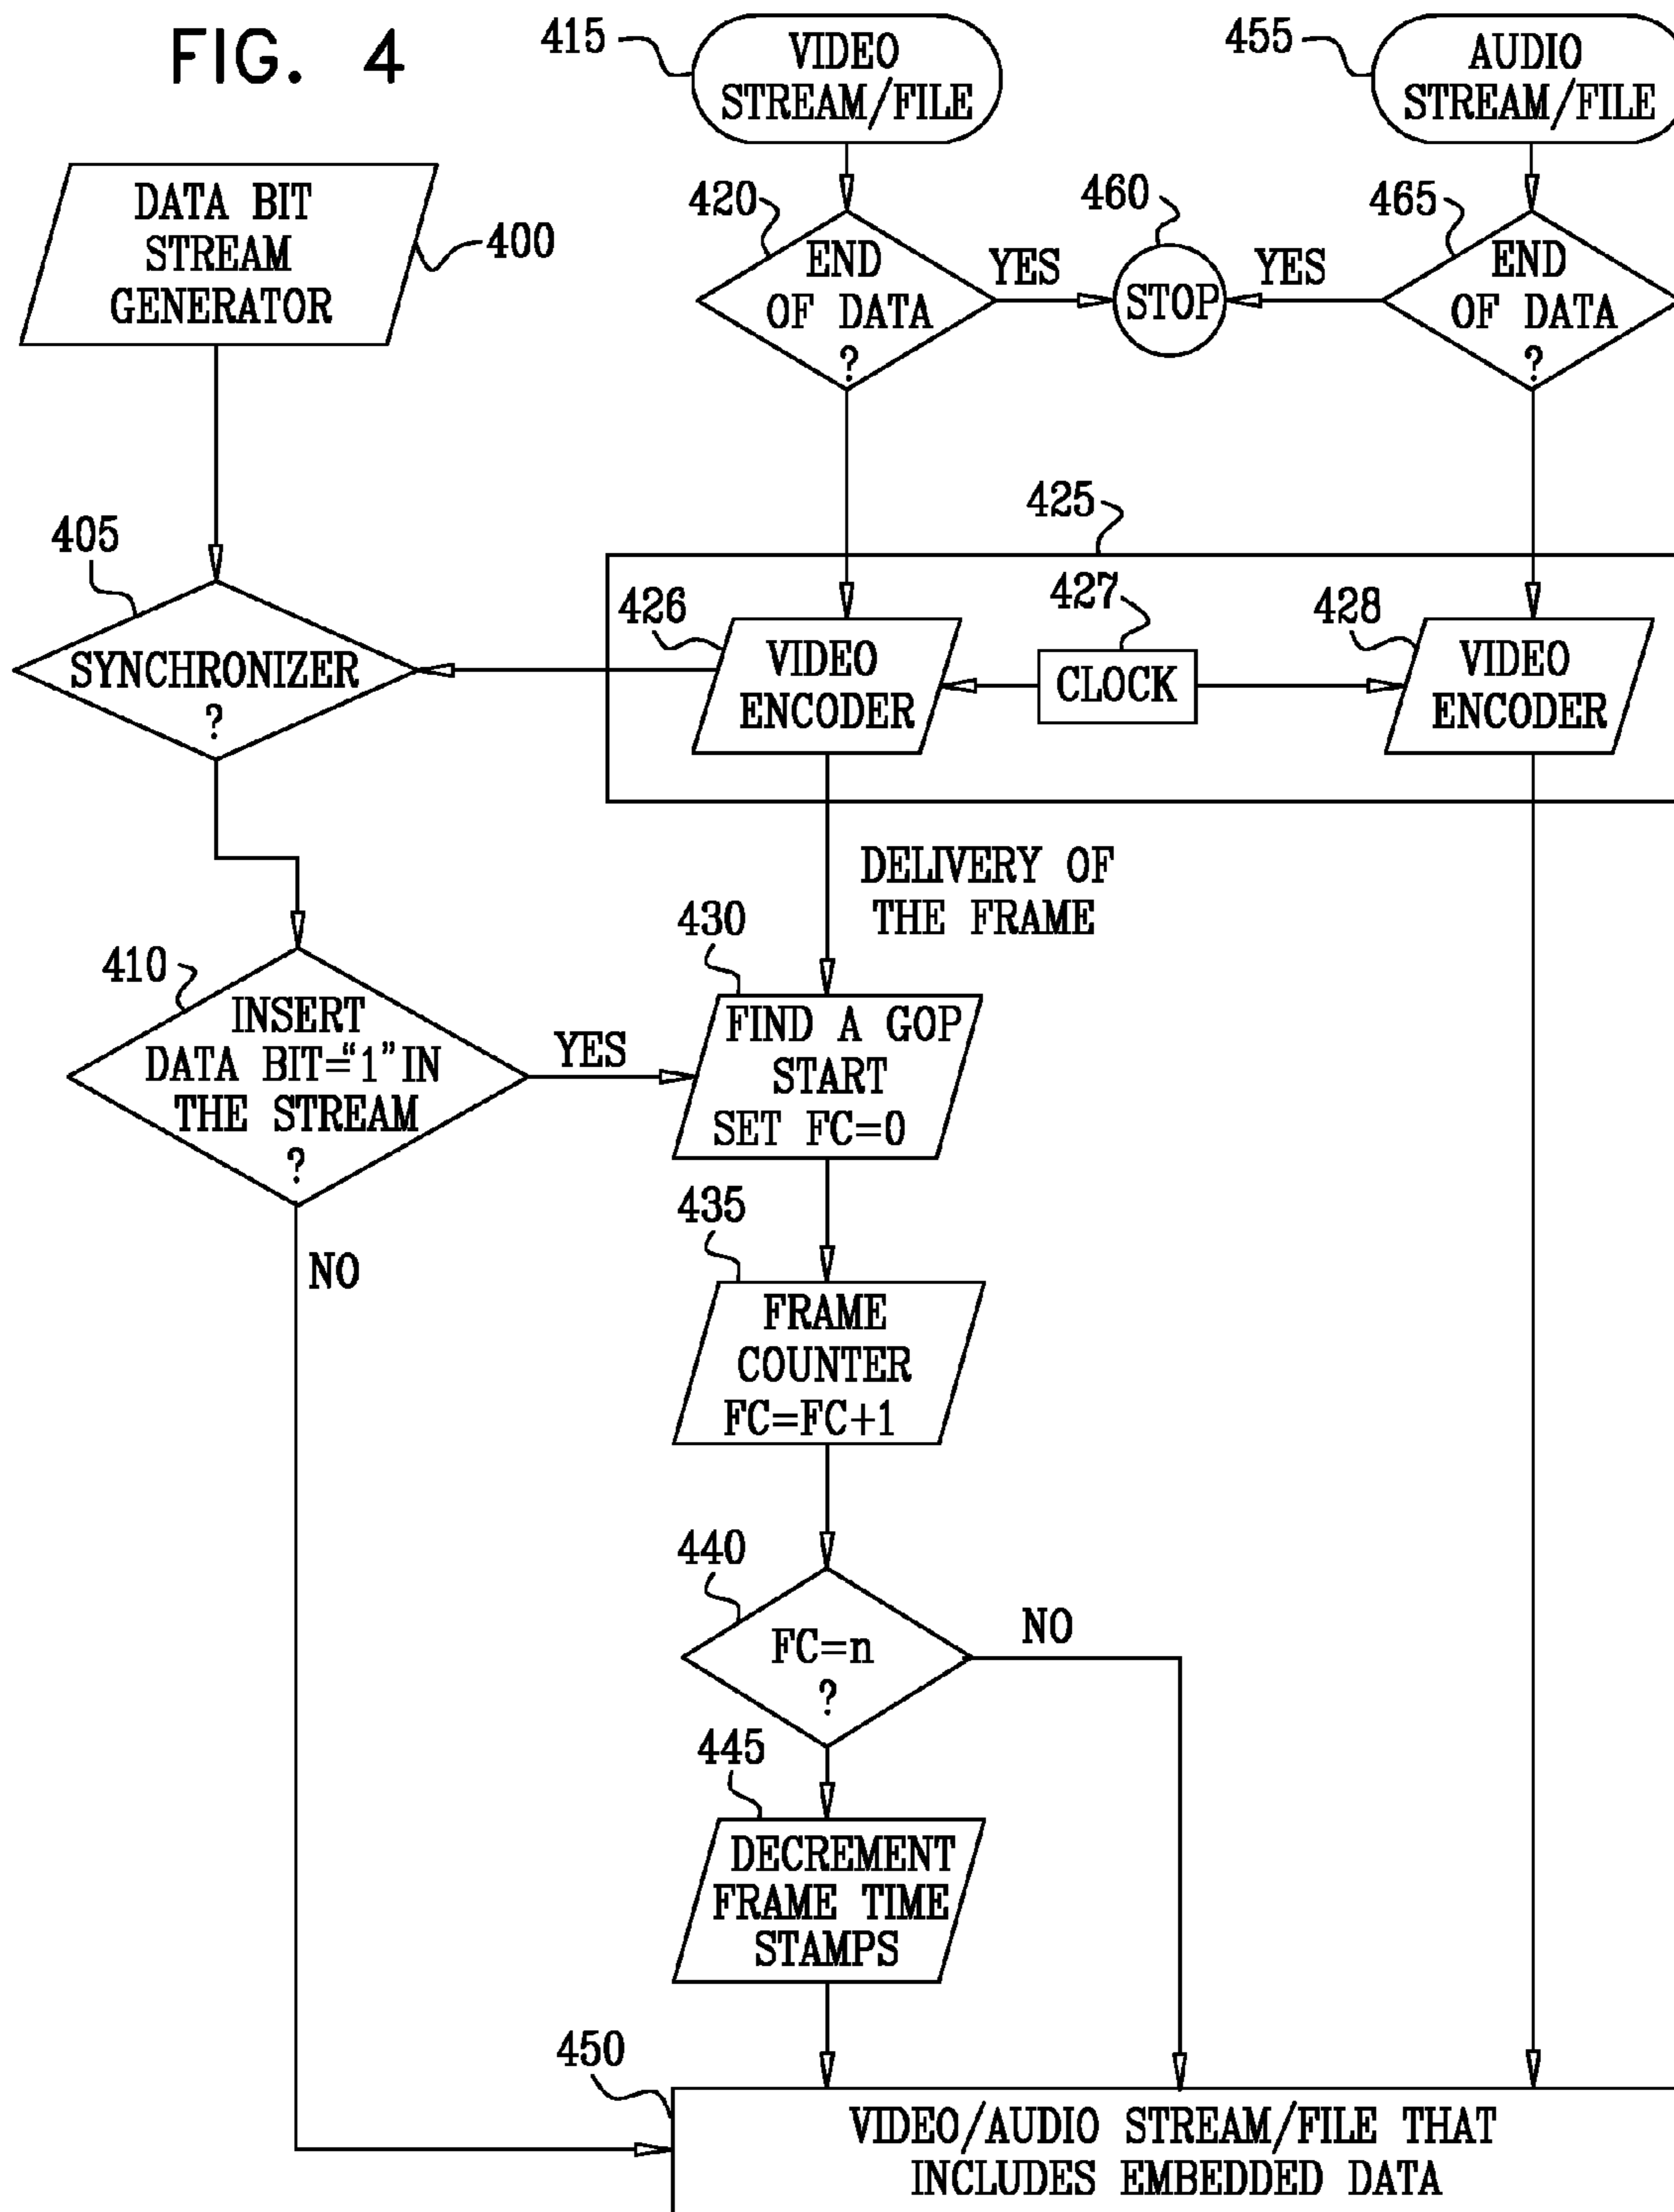 FIG. 4
415
VIDEO
STREAM/FILE
455
AUDIO
STREAM/FILE
DATA BIT
STREAM
GENERATOR
400
420
END
OF DATA
?
YES
460
STOP
YES
465
END
OF DATA
?
425
405
SYNCHRONIZER
?
426
VIDEO
ENCODER
427
CLOCK
428
VIDEO
ENCODER
DELIVERY OF
THE FRAME
410
INSERT
DATA BIT="1" IN
THE STREAM
?
YES
NO
430
FIND A GOP
START
SET FC=0
435
FRAME
COUNTER
FC=FC+1
440
FC=n
?
NO
445
DECREMENT
FRAME TIME
STAMPS
450
VIDEO/AUDIO STREAM/FILE THAT
INCLUDES EMBEDDED DATA